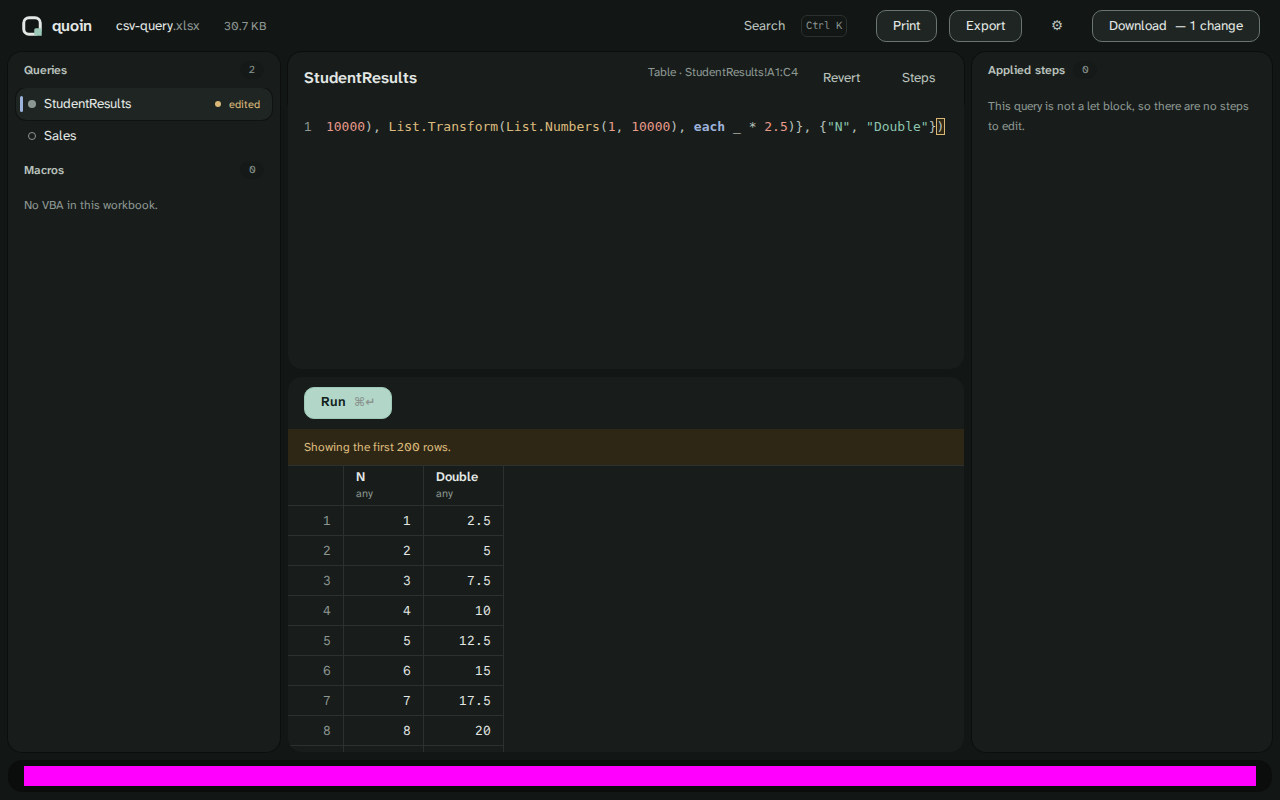 quoin csv-query.xlsx 30.7 KB Search Ctrl K Print Export ⚙ Download — 1 change
Queries 2
StudentResults edited
Sales
Macros 0
No VBA in this workbook.
StudentResults Table · StudentResults!A1:C4 Revert Steps
1 10000), List.Transform(List.Numbers(1, 10000), each _ * 2.5)}, {"N", "Double"})
Run ⌘↵
Showing the first 200 rows.
N Double
any any
1 1 2.5
2 2 5
3 3 7.5
4 4 10
5 5 12.5
6 6 15
7 7 17.5
8 8 20
Applied steps 0
This query is not a let block, so there are no steps
to edit.